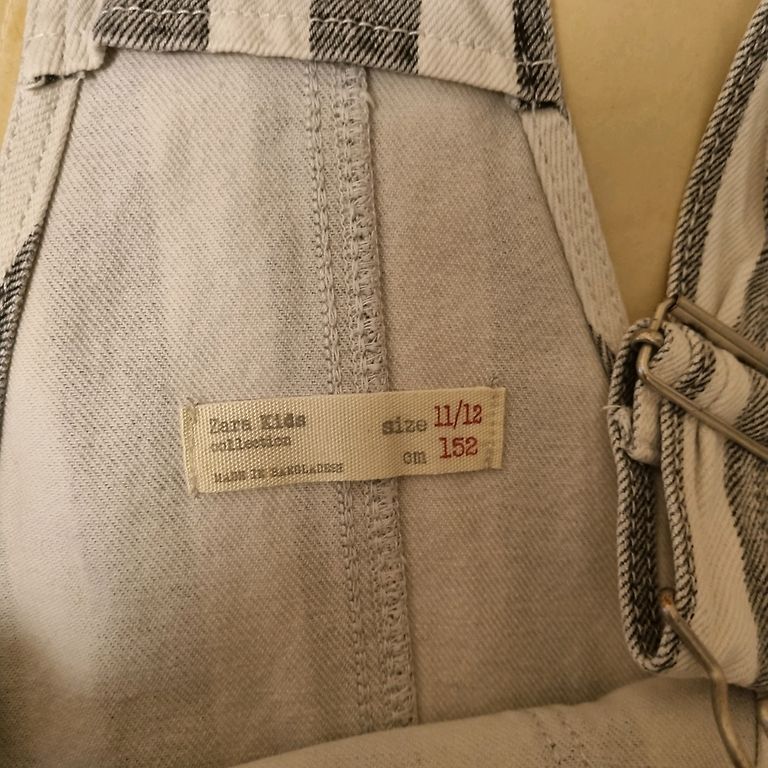 Zara Kids
collection
MADE IN BANGLADESH
size 11/12
cm 152